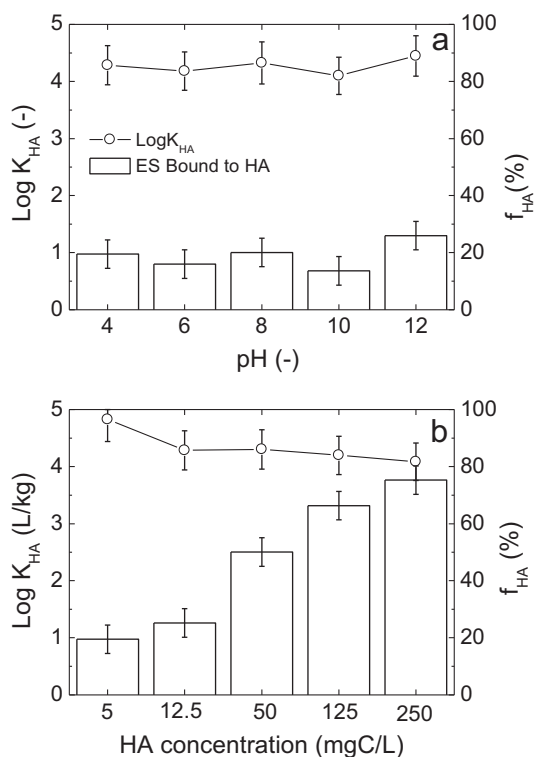 a
5
4
3
2
1
0
Log K_HA (-)
LogK_HA
ES Bound to HA
100
80
60
40
20
0
f_HA(%)
4 6 8 10 12
pH (-)
b
5
4
3
2
1
0
Log K_HA (L/kg)
100
80
60
40
20
0
f_HA (%)
5 12.5 50 125 250
HA concentration (mgC/L)